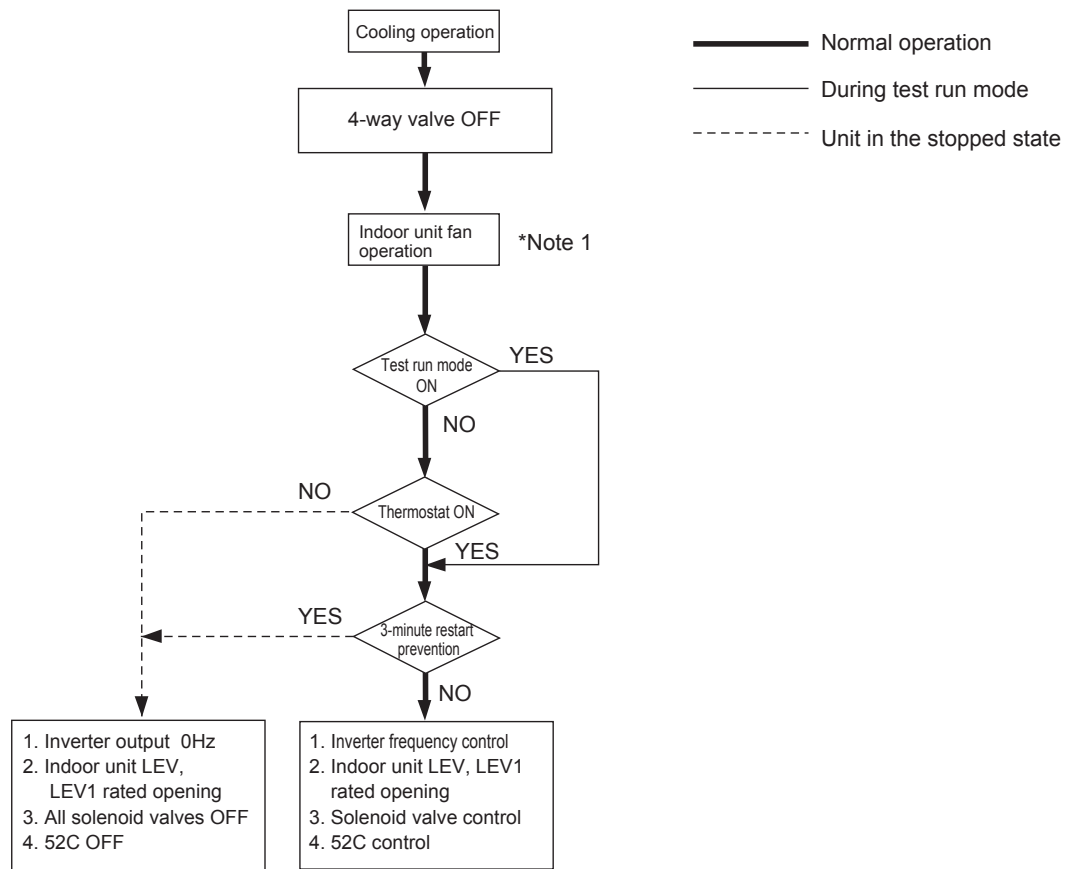 Cooling operation
Normal operation
During test run mode
Unit in the stopped state
4-way valve OFF
Indoor unit fan
operation
*Note 1
Test run mode
ON
YES
NO
NO
Thermostat ON
YES
YES
3-minute restart
prevention
NO
1. Inverter output 0Hz
2. Indoor unit LEV,
LEV1 rated opening
3. All solenoid valves OFF
4. 52C OFF
1. Inverter frequency control
2. Indoor unit LEV, LEV1
rated opening
3. Solenoid valve control
4. 52C control